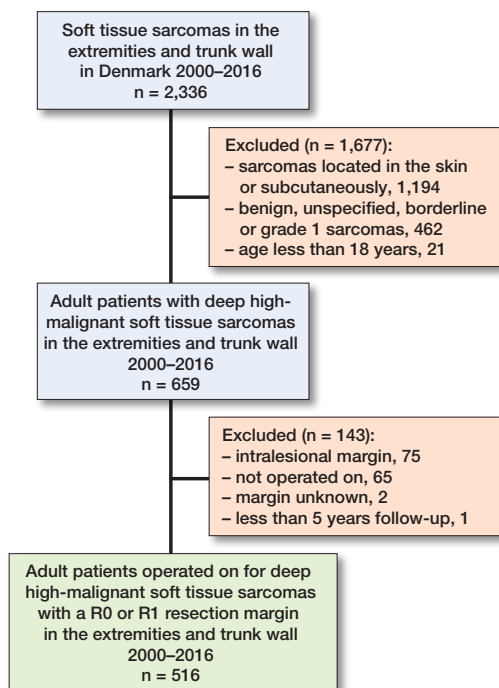 Soft tissue sarcomas in the
extremities and trunk wall
in Denmark 2000–2016
n = 2,336
Excluded (n = 1,677):
– sarcomas located in the skin
or subcutaneously, 1,194
– benign, unspecified, borderline
or grade 1 sarcomas, 462
– age less than 18 years, 21
Adult patients with deep high-
malignant soft tissue sarcomas
in the extremities and trunk wall
2000–2016
n = 659
Excluded (n = 143):
– intralesional margin, 75
– not operated on, 65
– margin unknown, 2
– less than 5 years follow-up, 1
Adult patients operated on for deep
high-malignant soft tissue sarcomas
with a R0 or R1 resection margin
in the extremities and trunk wall
2000–2016
n = 516